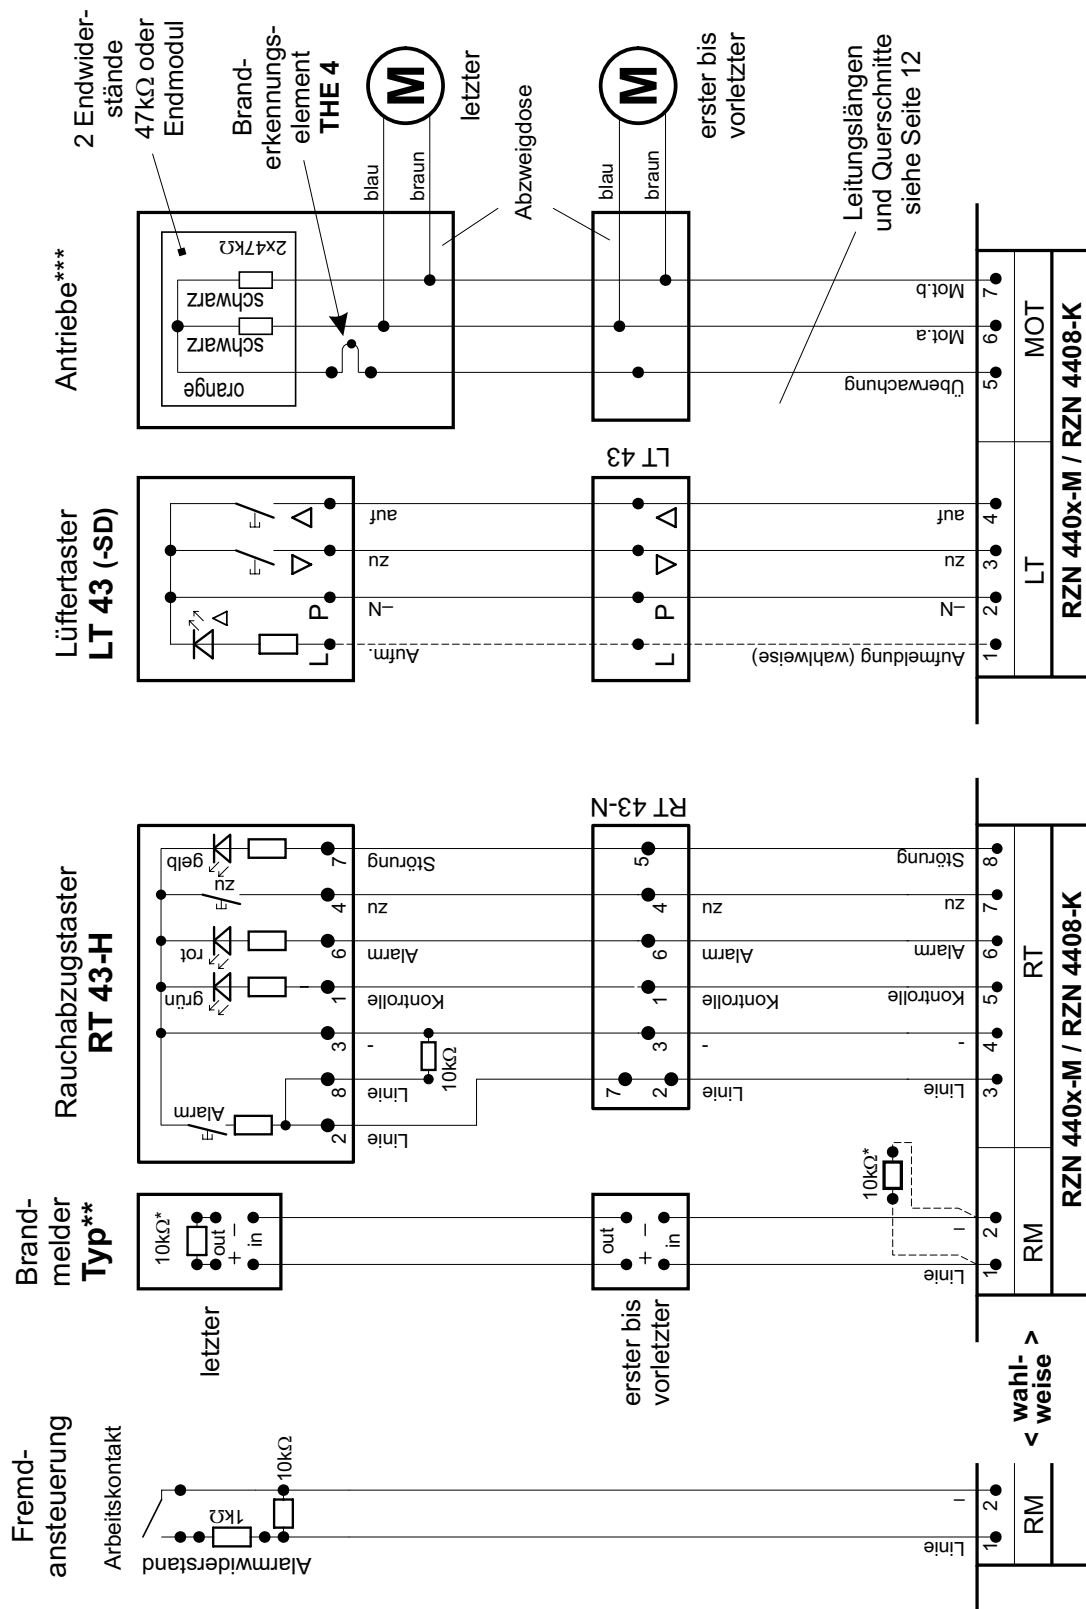 Fremd-
ansteuerung
Arbeitskontakt
1kΩ
10kΩ
Alarmwiderstand
Linie
–
1
2
RM
< wahl-
weise >
Brand-
melder
Typ**
10kΩ*
out
+ –
in
letzter
out
+ –
in
erster bis
vorletzter
10kΩ*
Linie
–
1
2
RM
Rauchabzugstaster
RT 43-H
Alarm
grün
rot
zu
gelb
2
8
3
1
6
4
7
Linie
Linie
-
Kontrolle
Alarm
zu
Störung
10kΩ
RT 43-N
7
2
3
1
6
4
5
Linie
-
Kontrolle
Alarm
zu
Linie
-
Kontrolle
Alarm
zu
Störung
3
4
5
6
7
8
RT
RZN 440x-M / RZN 4408-K
Lüftertaster
LT 43 (-SD)
L
P
Aufm.
–N
zu
auf
LT 43
L
P
Aufmeldung (wahlweise)
–N
zu
auf
1
2
3
4
LT
Antriebe***
2 Endwider-
stände
47kΩ oder
Endmodul
Brand-
erkennungs-
element
THE 4
orange
schwarz
schwarz
2x47kΩ
blau
braun
M
letzter
Abzweigdose
blau
braun
M
erster bis
vorletzter
Leitungslängen
und Querschnitte
siehe Seite 12
Überwachung
Mot.a
Mot.b
5
6
7
MOT
RZN 440x-M / RZN 4408-K